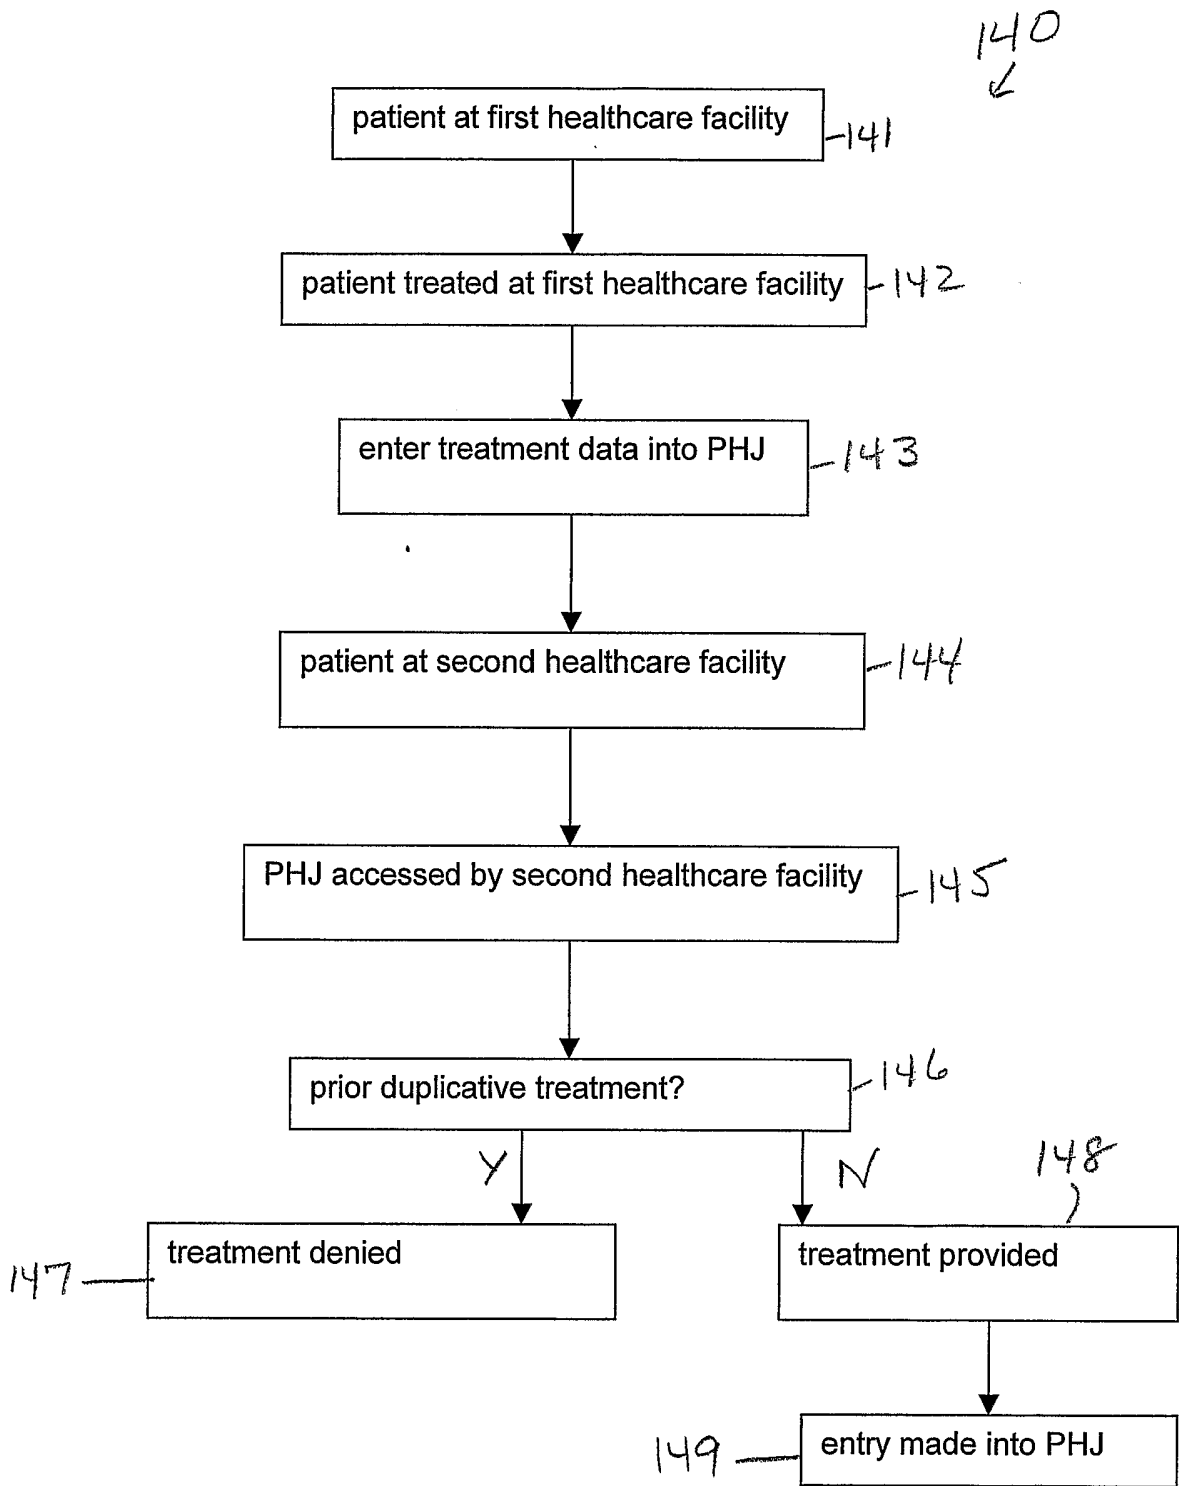 140
patient at first healthcare facility
141
patient treated at first healthcare facility
142
enter treatment data into PHJ
143
patient at second healthcare facility
144
PHJ accessed by second healthcare facility
145
prior duplicative treatment?
146
Y
N
148
treatment denied
147
treatment provided
entry made into PHJ
149